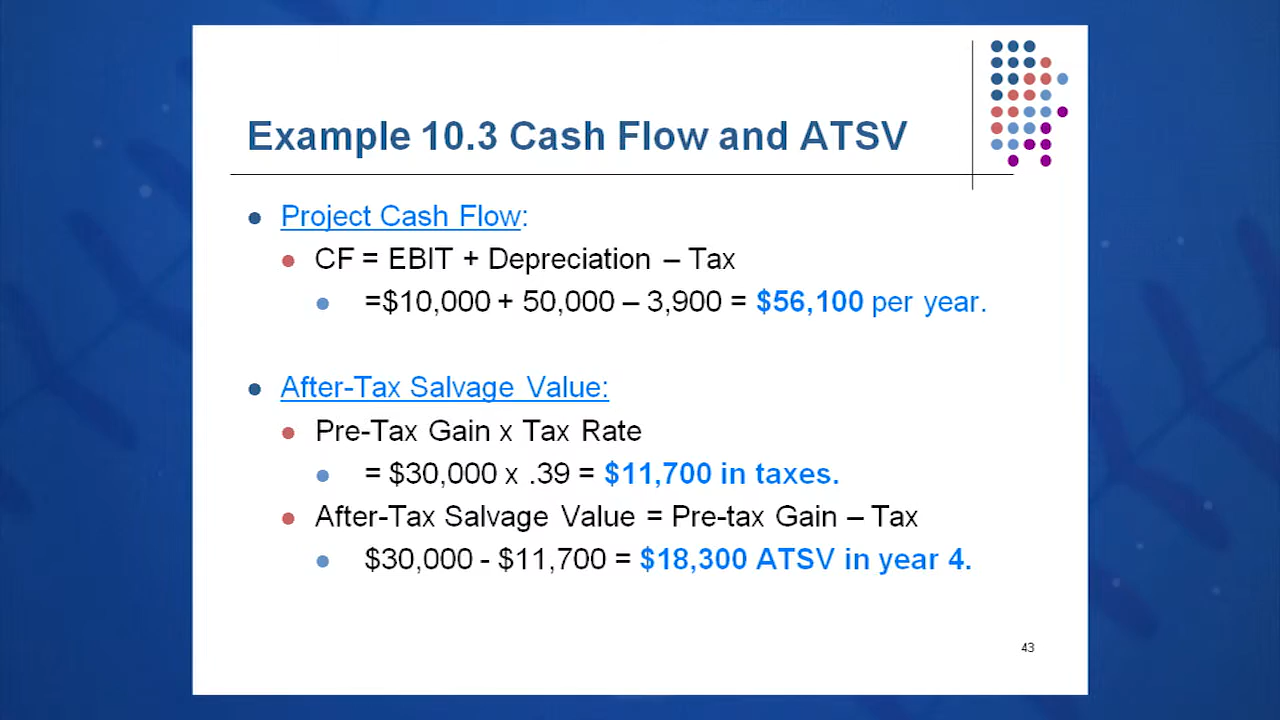 Example 10.3 Cash Flow and ATSV
Project Cash Flow:
CF = EBIT + Depreciation – Tax
=$10,000 + 50,000 – 3,900 = $56,100 per year.
After-Tax Salvage Value:
Pre-Tax Gain x Tax Rate
= $30,000 x .39 = $11,700 in taxes.
After-Tax Salvage Value = Pre-tax Gain – Tax
$30,000 - $11,700 = $18,300 ATSV in year 4.
43